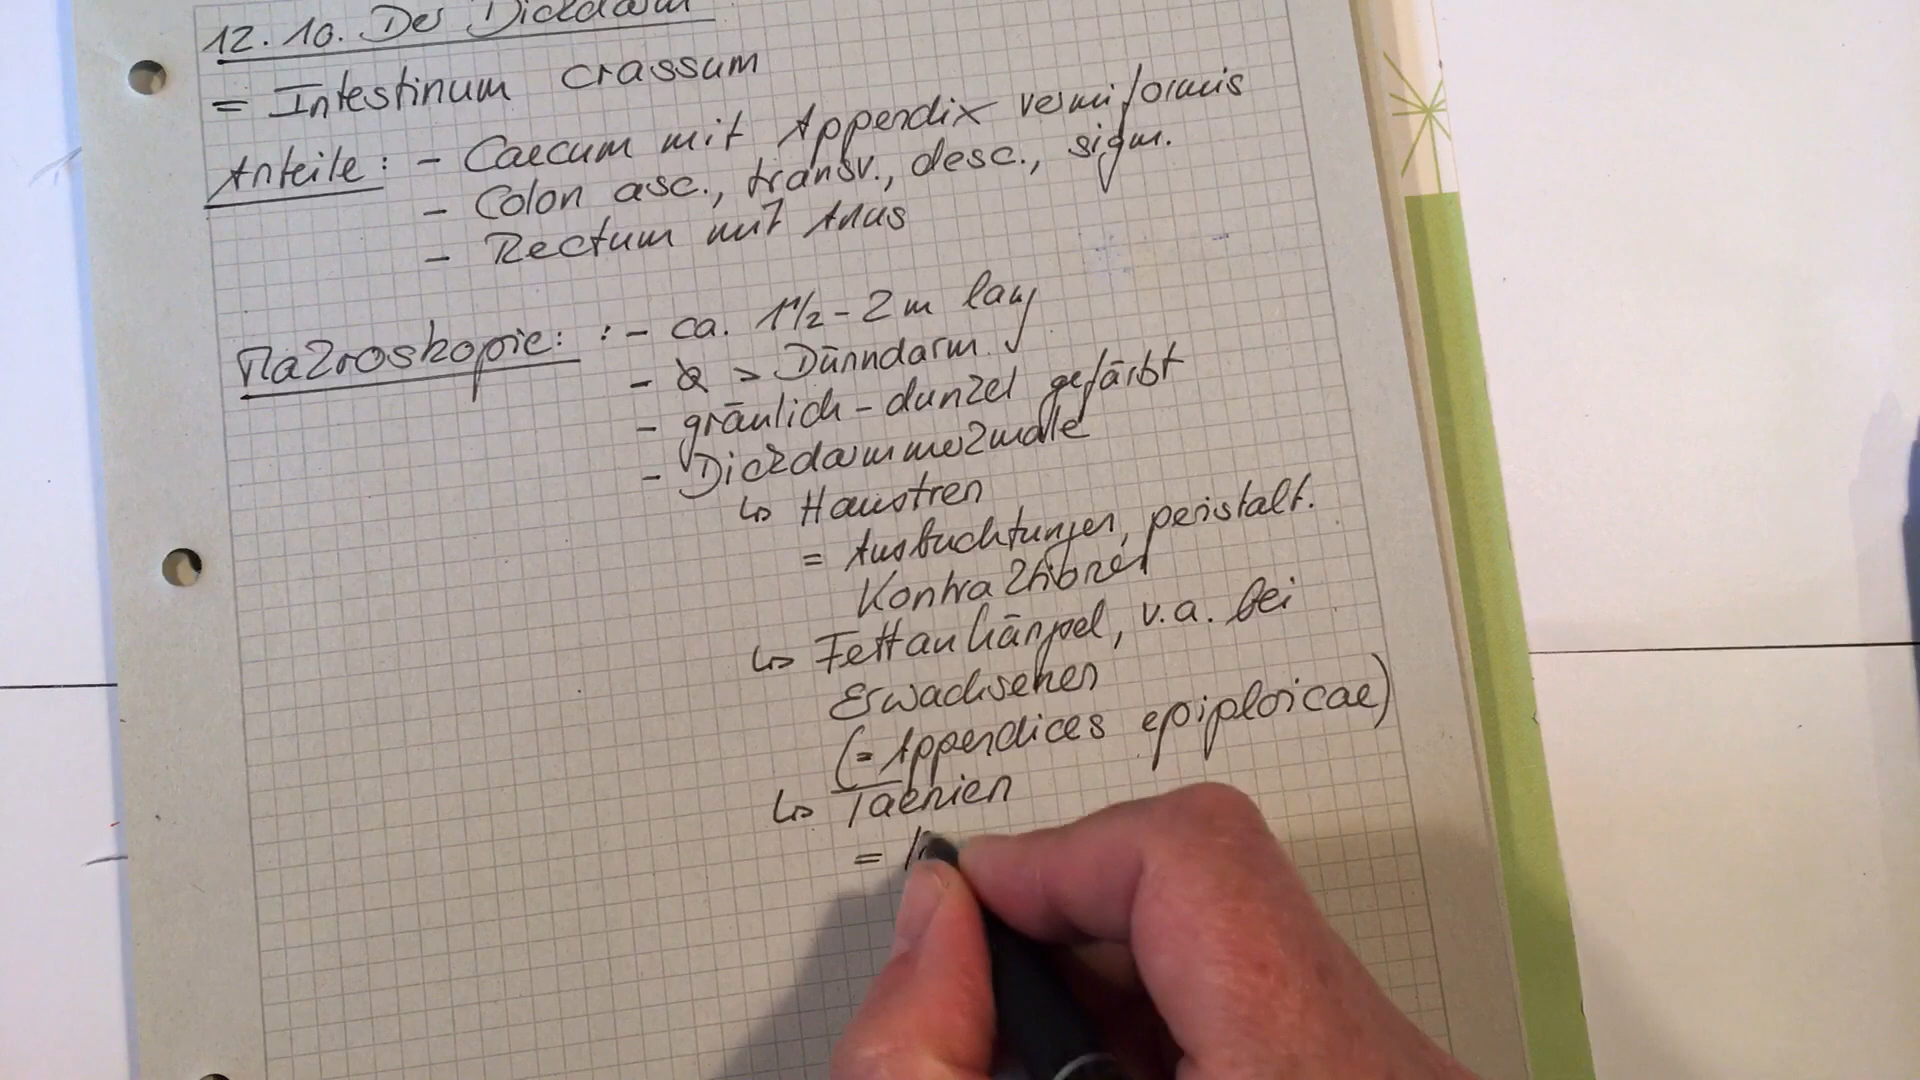 12.10. Der Dickdarm
= Intestinum crassum
Anteile: - Caecum mit Appendix vermiformis
- Colon asc., transv., desc., sigm.
- Rectum mit Anus
Makroskopie: : - ca. 1 1/2 - 2 m lang
- > Dünndarm
- gräulich - dunkel gefärbt
- Dickdarmmerkmale
↳ Haustren
= Ausbuchtungen, peristalt.
Kontraktionen
↳ Fettanhängsel, v.a. bei
Erwachsenen
(= Appendices epiploicae)
↳ Taenien
=